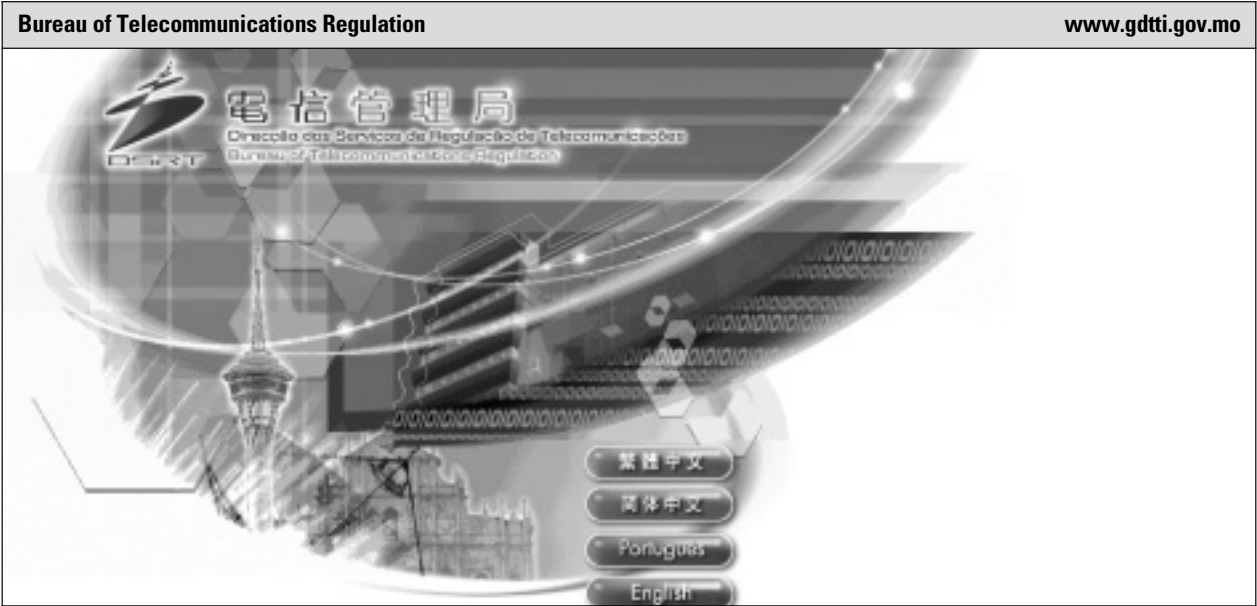 Bureau of Telecommunications Regulation
www.gdtti.gov.mo
電信管理局
Direcção dos Serviços de Regulação de Telecomunicações
Bureau of Telecommunications Regulation
DSRT
繁體中文
简体中文
Português
English